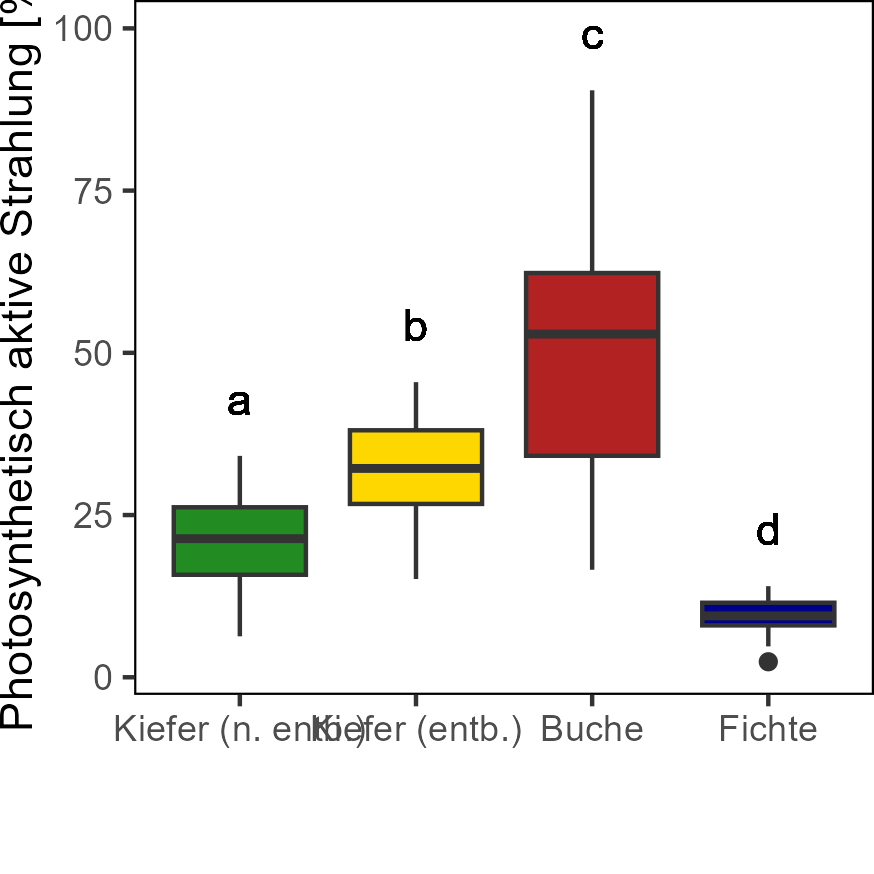 Photosynthetisch aktive Strahlung [%
100
75
50
25
0
a
b
c
d
Kiefer (n. entb.)
Kiefer (entb.)
Buche
Fichte